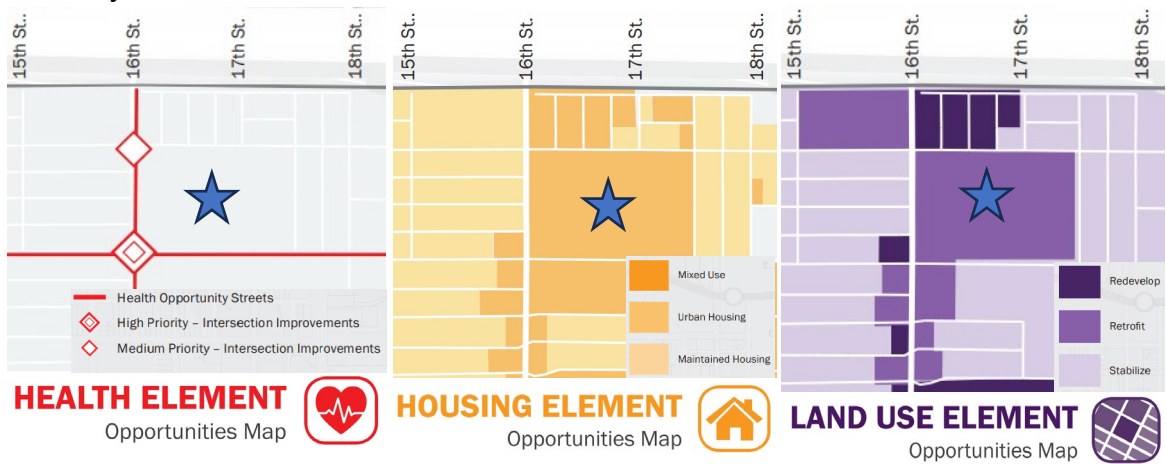 15th St..
16th St.
17th St.
18th St..
Health Opportunity Streets
High Priority – Intersection Improvements
Medium Priority – Intersection Improvements
HEALTH ELEMENT
Opportunities Map
15th St..
16th St.
17th St.
18th St..
Mixed Use
Urban Housing
Maintained Housing
HOUSING ELEMENT
Opportunities Map
15th St..
16th St.
17th St.
18th St..
Redevelop
Retrofit
Stabilize
LAND USE ELEMENT
Opportunities Map